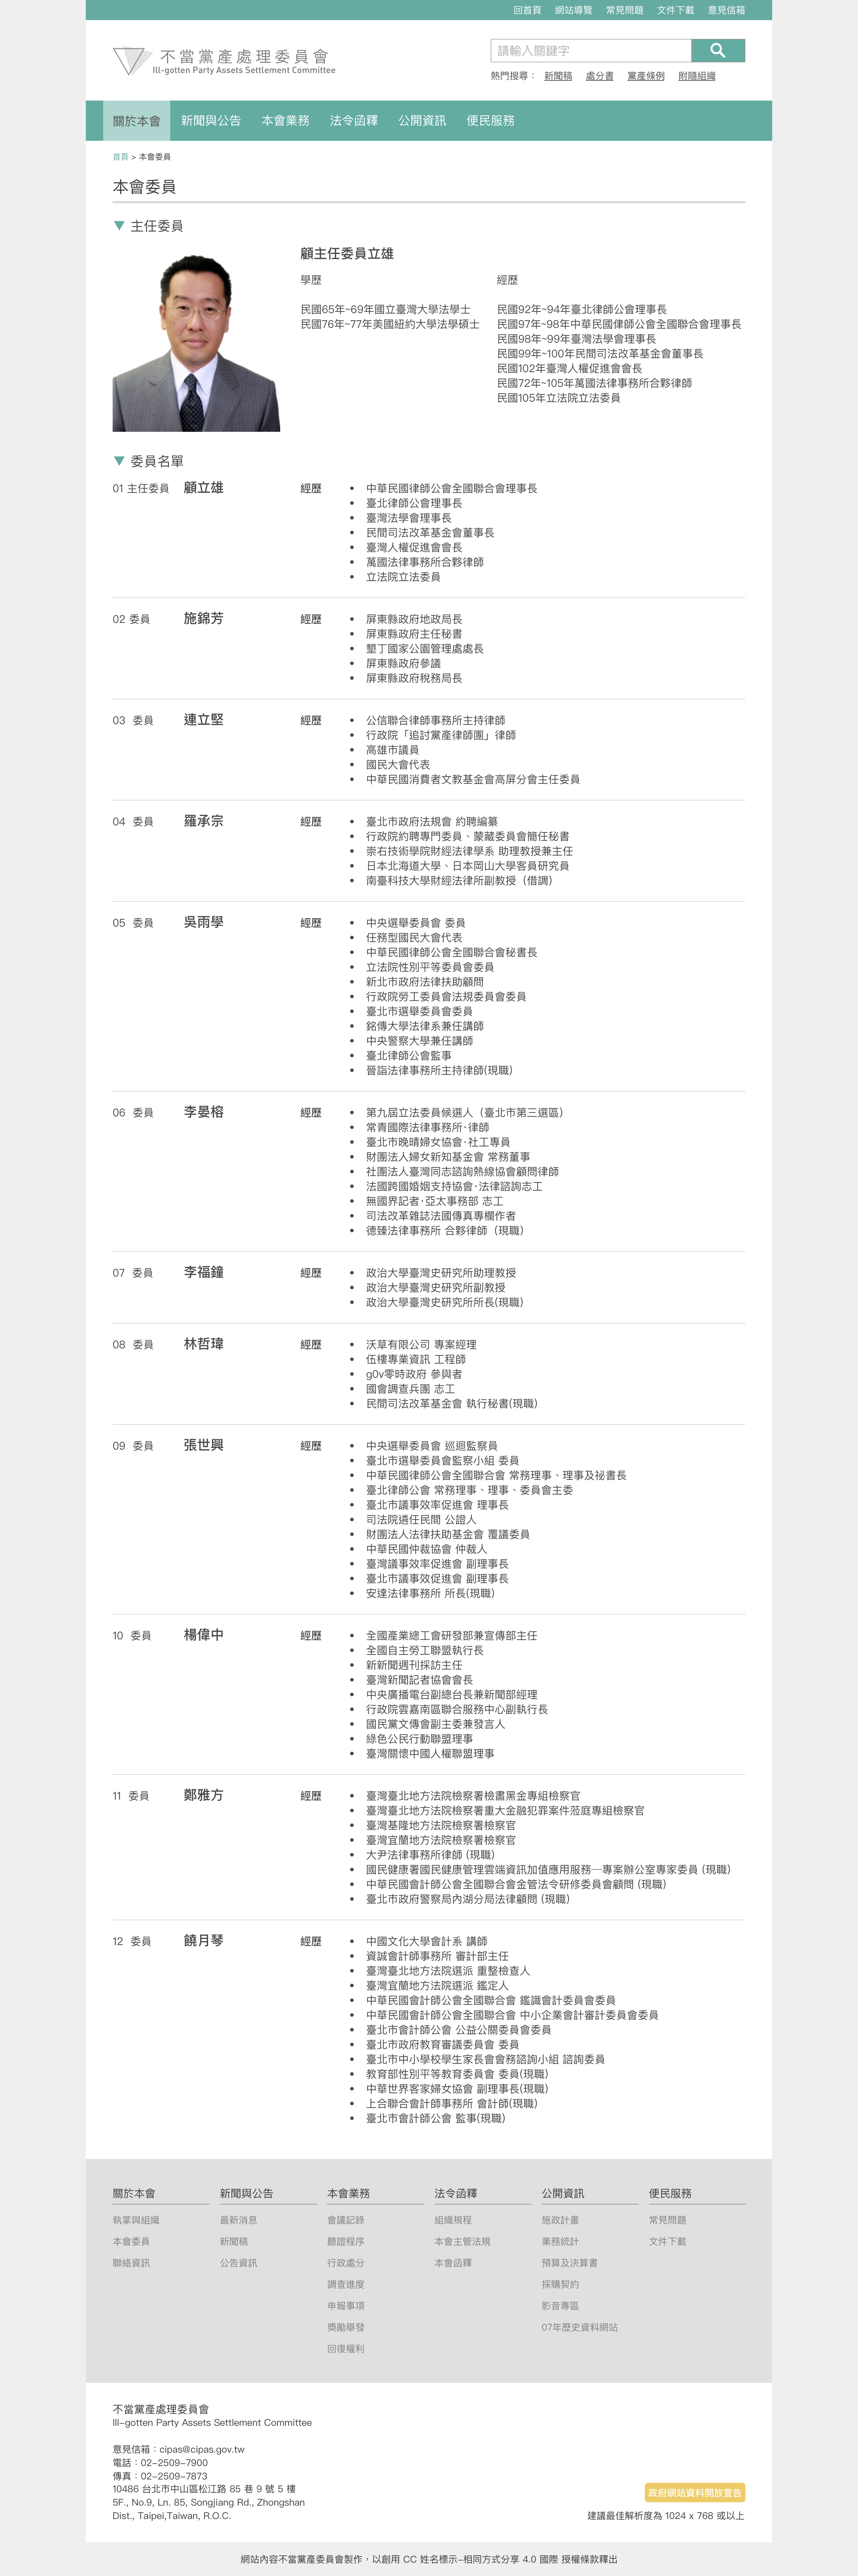 回首頁 網站導覽 常見問題 文件下載 意見信箱
不當黨產處理委員會
Ill-gotten Party Assets Settlement Committee
請輸入關鍵字
熱門搜尋： 新聞稿 處分書 黨產條例 附隨組織
關於本會 新聞與公告 本會業務 法令函釋 公開資訊 便民服務
首頁 > 本會委員
本會委員
主任委員
顧主任委員立雄
學歷
民國65年~69年國立臺灣大學法學士
民國76年~77年美國紐約大學法學碩士
經歷
民國92年~94年臺北律師公會理事長
民國97年~98年中華民國律師公會全國聯合會理事長
民國98年~99年臺灣法學會理事長
民國99年~100年民間司法改革基金會董事長
民國102年臺灣人權促進會會長
民國72年~105年萬國法律事務所合夥律師
民國105年立法院立法委員
委員名單
01 主任委員 顧立雄 經歷
• 中華民國律師公會全國聯合會理事長
• 臺北律師公會理事長
• 臺灣法學會理事長
• 民間司法改革基金會董事長
• 臺灣人權促進會會長
• 萬國法律事務所合夥律師
• 立法院立法委員
02 委員 施錦芳 經歷
• 屏東縣政府地政局長
• 屏東縣政府主任秘書
• 墾丁國家公園管理處處長
• 屏東縣政府參議
• 屏東縣政府稅務局長
03 委員 連立堅 經歷
• 公信聯合律師事務所主持律師
• 行政院「追討黨產律師團」律師
• 高雄市議員
• 國民大會代表
• 中華民國消費者文教基金會高屏分會主任委員
04 委員 羅承宗 經歷
• 臺北市政府法規會 約聘編纂
• 行政院約聘專門委員、蒙藏委員會簡任秘書
• 崇右技術學院財經法律學系 助理教授兼主任
• 日本北海道大學、日本岡山大學客員研究員
• 南臺科技大學財經法律所副教授（借調）
05 委員 吳雨學 經歷
• 中央選舉委員會 委員
• 任務型國民大會代表
• 中華民國律師公會全國聯合會秘書長
• 立法院性別平等委員會委員
• 新北市政府法律扶助顧問
• 行政院勞工委員會法規委員會委員
• 臺北市選舉委員會委員
• 銘傳大學法律系兼任講師
• 中央警察大學兼任講師
• 臺北律師公會監事
• 晉詣法律事務所主持律師(現職)
06 委員 李晏榕 經歷
• 第九屆立法委員候選人（臺北市第三選區）
• 常青國際法律事務所·律師
• 臺北市晚晴婦女協會·社工專員
• 財團法人婦女新知基金會 常務董事
• 社團法人臺灣同志諮詢熱線協會顧問律師
• 法國跨國婚姻支持協會·法律諮詢志工
• 無國界記者·亞太事務部 志工
• 司法改革雜誌法國傳真專欄作者
• 德臻法律事務所 合夥律師（現職）
07 委員 李福鐘 經歷
• 政治大學臺灣史研究所助理教授
• 政治大學臺灣史研究所副教授
• 政治大學臺灣史研究所所長(現職)
08 委員 林哲瑋 經歷
• 沃草有限公司 專案經理
• 伍樓專業資訊 工程師
• g0v零時政府 參與者
• 國會調查兵團 志工
• 民間司法改革基金會 執行秘書(現職)
09 委員 張世興 經歷
• 中央選舉委員會 巡迴監察員
• 臺北市選舉委員會監察小組 委員
• 中華民國律師公會全國聯合會 常務理事、理事及祕書長
• 臺北律師公會 常務理事、理事、委員會主委
• 臺北市議事效率促進會 理事長
• 司法院遴任民間 公證人
• 財團法人法律扶助基金會 覆議委員
• 中華民國仲裁協會 仲裁人
• 臺灣議事效率促進會 副理事長
• 臺北市議事效促進會 副理事長
• 安達法律事務所 所長(現職)
10 委員 楊偉中 經歷
• 全國產業總工會研發部兼宣傳部主任
• 全國自主勞工聯盟執行長
• 新新聞週刊採訪主任
• 臺灣新聞記者協會會長
• 中央廣播電台副總台長兼新聞部經理
• 行政院雲嘉南區聯合服務中心副執行長
• 國民黨文傳會副主委兼發言人
• 綠色公民行動聯盟理事
• 臺灣關懷中國人權聯盟理事
11 委員 鄭雅方 經歷
• 臺灣臺北地方法院檢察署檢肅黑金專組檢察官
• 臺灣臺北地方法院檢察署重大金融犯罪案件蒞庭專組檢察官
• 臺灣基隆地方法院檢察署檢察官
• 臺灣宜蘭地方法院檢察署檢察官
• 大尹法律事務所律師 (現職)
• 國民健康署國民健康管理雲端資訊加值應用服務─專案辦公室專家委員 (現職)
• 中華民國會計師公會全國聯合會金管法令研修委員會顧問 (現職)
• 臺北市政府警察局內湖分局法律顧問 (現職)
12 委員 饒月琴 經歷
• 中國文化大學會計系 講師
• 資誠會計師事務所 審計部主任
• 臺灣臺北地方法院選派 重整檢查人
• 臺灣宜蘭地方法院選派 鑑定人
• 中華民國會計師公會全國聯合會 鑑識會計委員會委員
• 中華民國會計師公會全國聯合會 中小企業會計審計委員會委員
• 臺北市會計師公會 公益公關委員會委員
• 臺北市政府教育審議委員會 委員
• 臺北市中小學校學生家長會會務諮詢小組 諮詢委員
• 教育部性別平等教育委員會 委員(現職)
• 中華世界客家婦女協會 副理事長(現職)
• 上合聯合會計師事務所 會計師(現職)
• 臺北市會計師公會 監事(現職)
關於本會 新聞與公告 本會業務 法令函釋 公開資訊 便民服務
執掌與組織 最新消息 會議記錄 組織規程 施政計畫 常見問題
本會委員 新聞稿 聽證程序 本會主管法規 業務統計 文件下載
聯絡資訊 公告資訊 行政處分 本會函釋 預算及決算書
調查進度 採購契約
申報事項 影音專區
獎勵舉發 07年歷史資料網站
回復權利
不當黨產處理委員會
Ill-gotten Party Assets Settlement Committee
意見信箱：cipas@cipas.gov.tw
電話：02-2509-7900
傳真：02-2509-7873
10486 台北市中山區松江路 85 巷 9 號 5 樓
5F., No.9, Ln. 85, Songjiang Rd., Zhongshan
Dist., Taipei,Taiwan, R.O.C.
政府網站資料開放宣告
建議最佳解析度為 1024 x 768 或以上
網站內容不當黨產委員會製作，以創用 CC 姓名標示-相同方式分享 4.0 國際 授權條款釋出